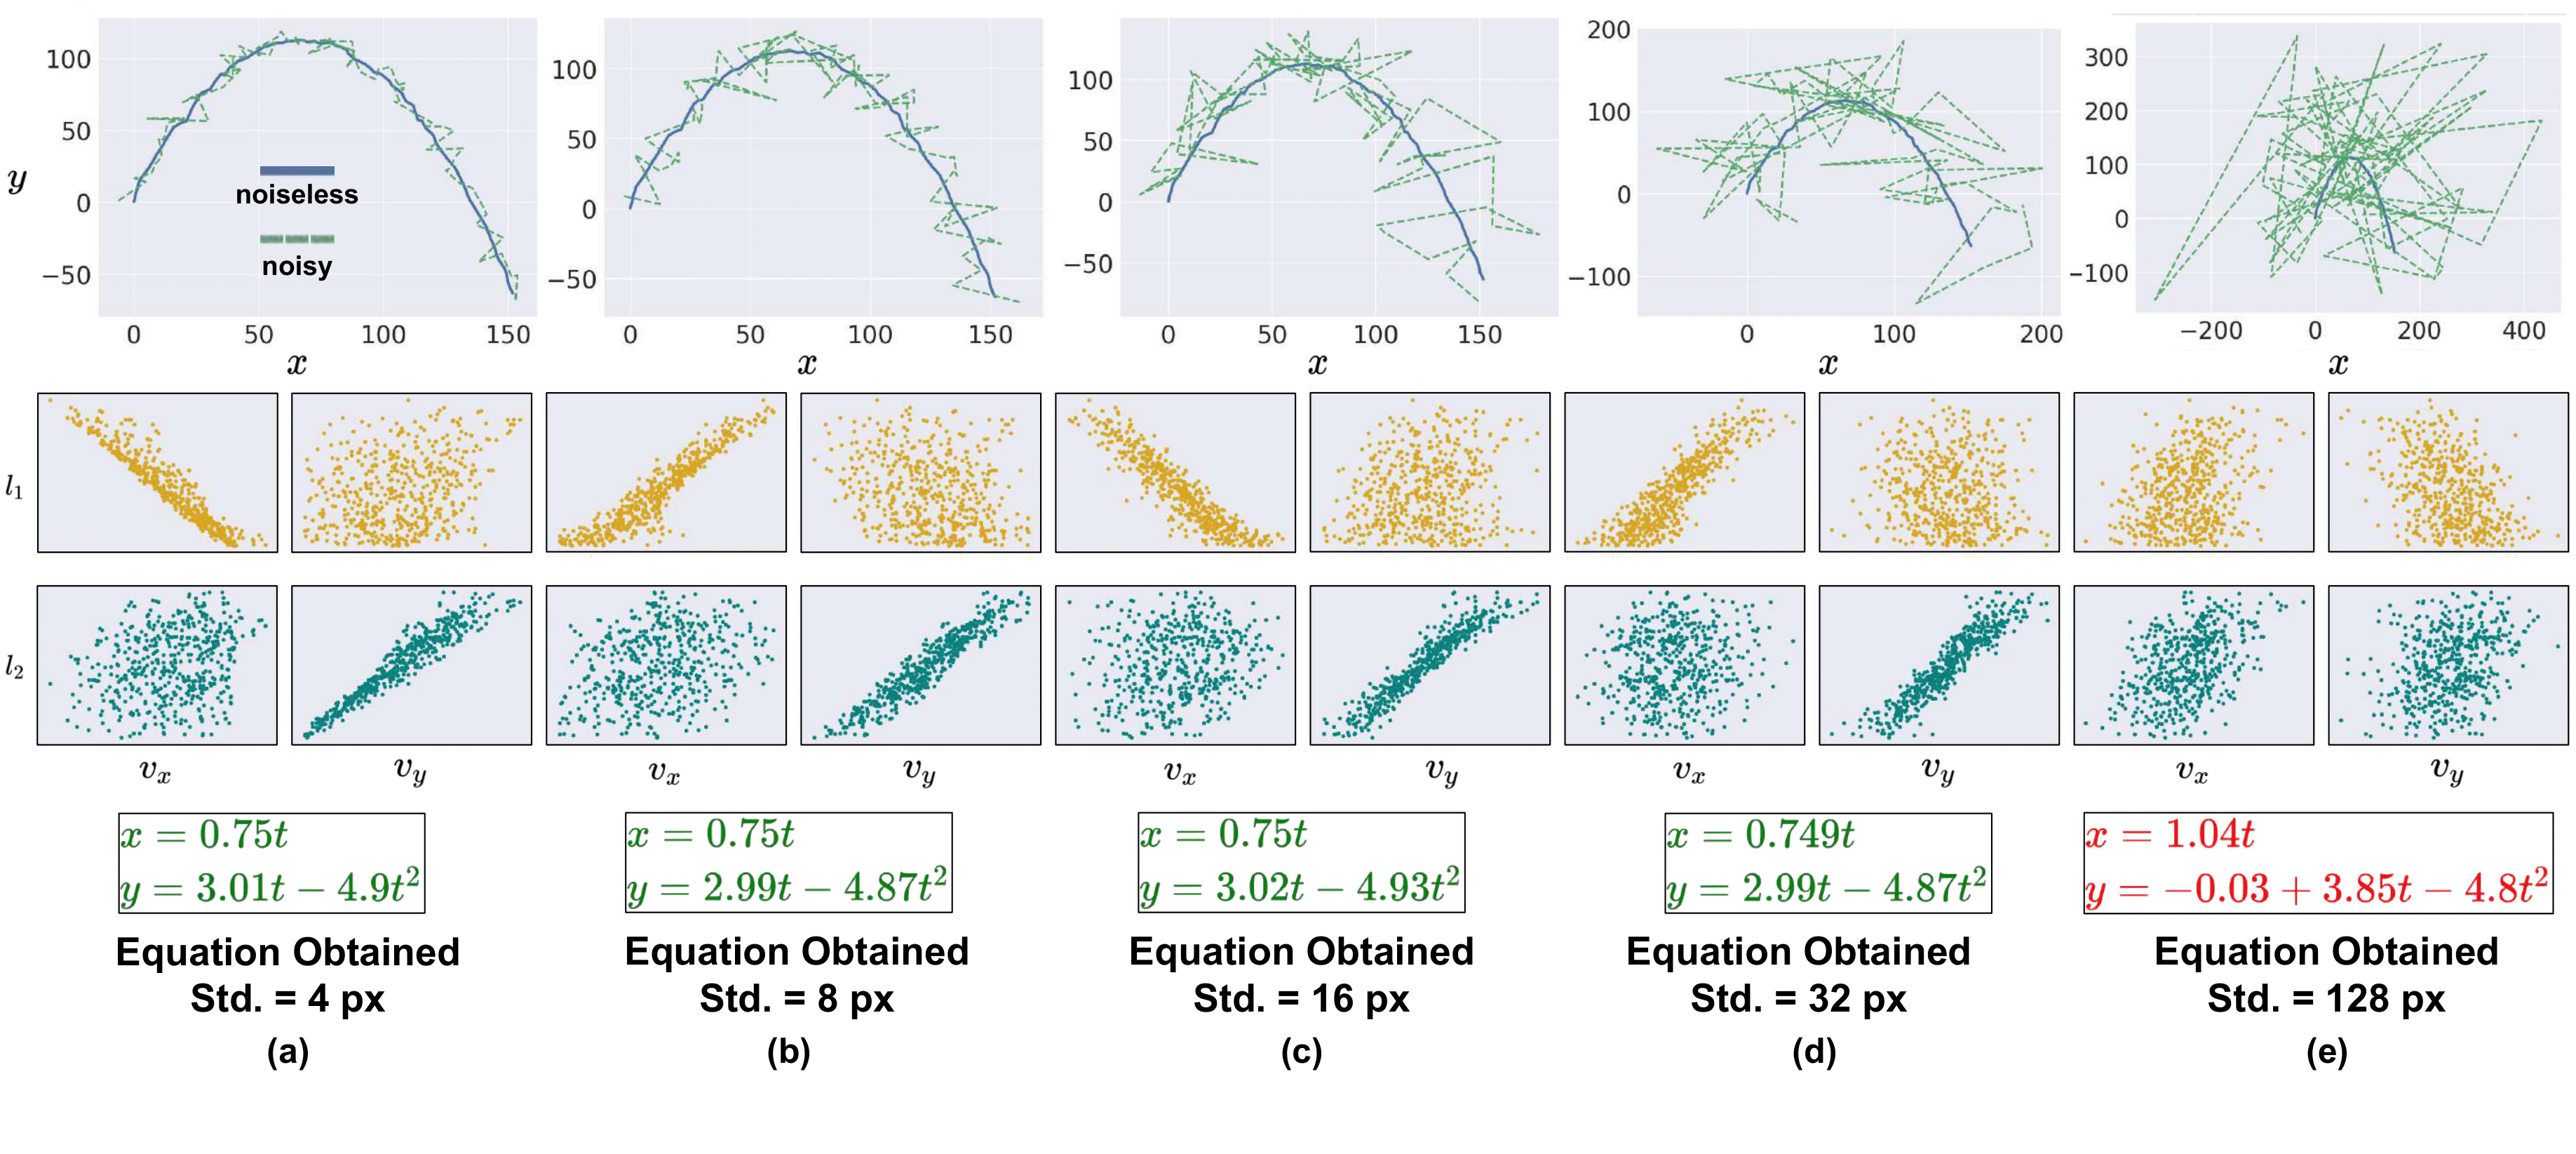 y
100
50
0
−50
noiseless
noisy
0 50 100 150
x
100
50
0
−50
0 50 100 150
x
100
50
0
−50
0 50 100 150
x
200
100
0
−100
0 100 200
x
300
200
100
0
−100
−200 0 200 400
x
l₁
l₂
vₓ v_y vₓ v_y vₓ v_y vₓ v_y vₓ v_y
x = 0.75t
y = 3.01t − 4.9t²
Equation Obtained
Std. = 4 px
(a)
x = 0.75t
y = 2.99t − 4.87t²
Equation Obtained
Std. = 8 px
(b)
x = 0.75t
y = 3.02t − 4.93t²
Equation Obtained
Std. = 16 px
(c)
x = 0.749t
y = 2.99t − 4.87t²
Equation Obtained
Std. = 32 px
(d)
x = 1.04t
y = −0.03 + 3.85t − 4.8t²
Equation Obtained
Std. = 128 px
(e)